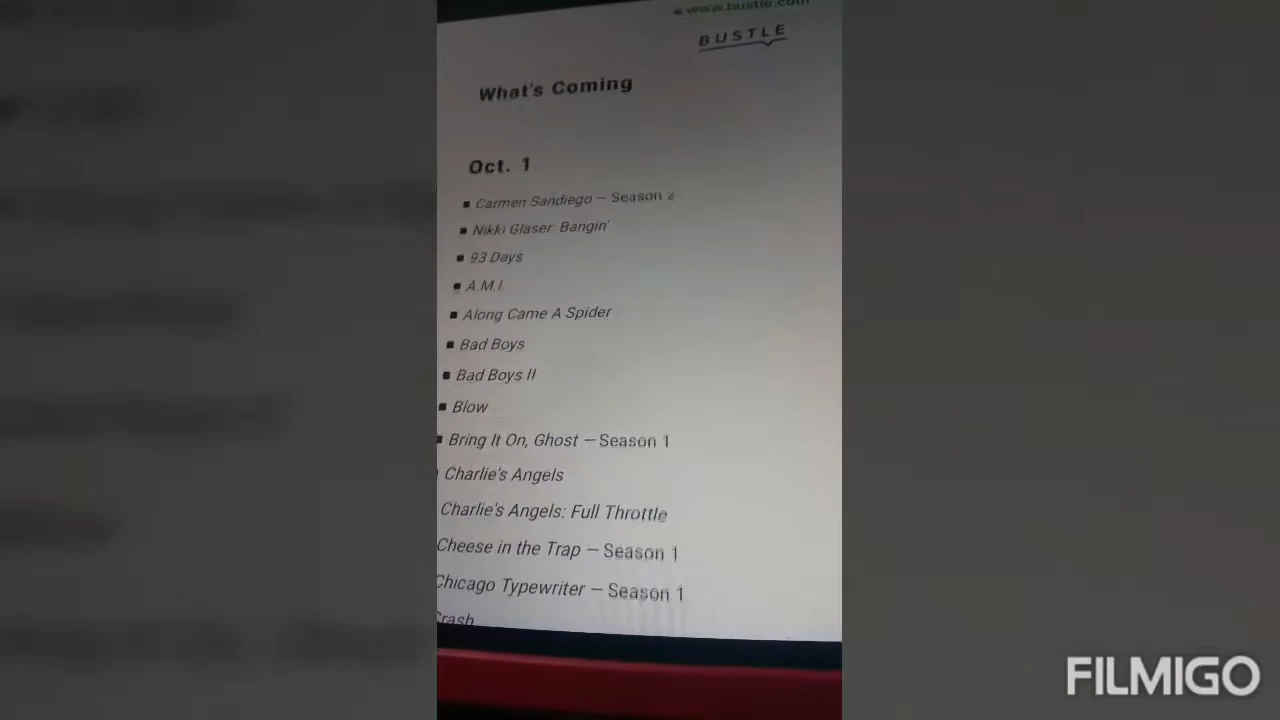 www.bustle.com
BUSTLE
What's Coming
Oct. 1
Carmen Sandiego – Season 2
Nikki Glaser: Bangin'
93 Days
A.M.I.
Along Came A Spider
Bad Boys
Bad Boys II
Blow
Bring It On, Ghost – Season 1
Charlie's Angels
Charlie's Angels: Full Throttle
Cheese in the Trap – Season 1
Chicago Typewriter – Season 1
Crash
FILMIGO